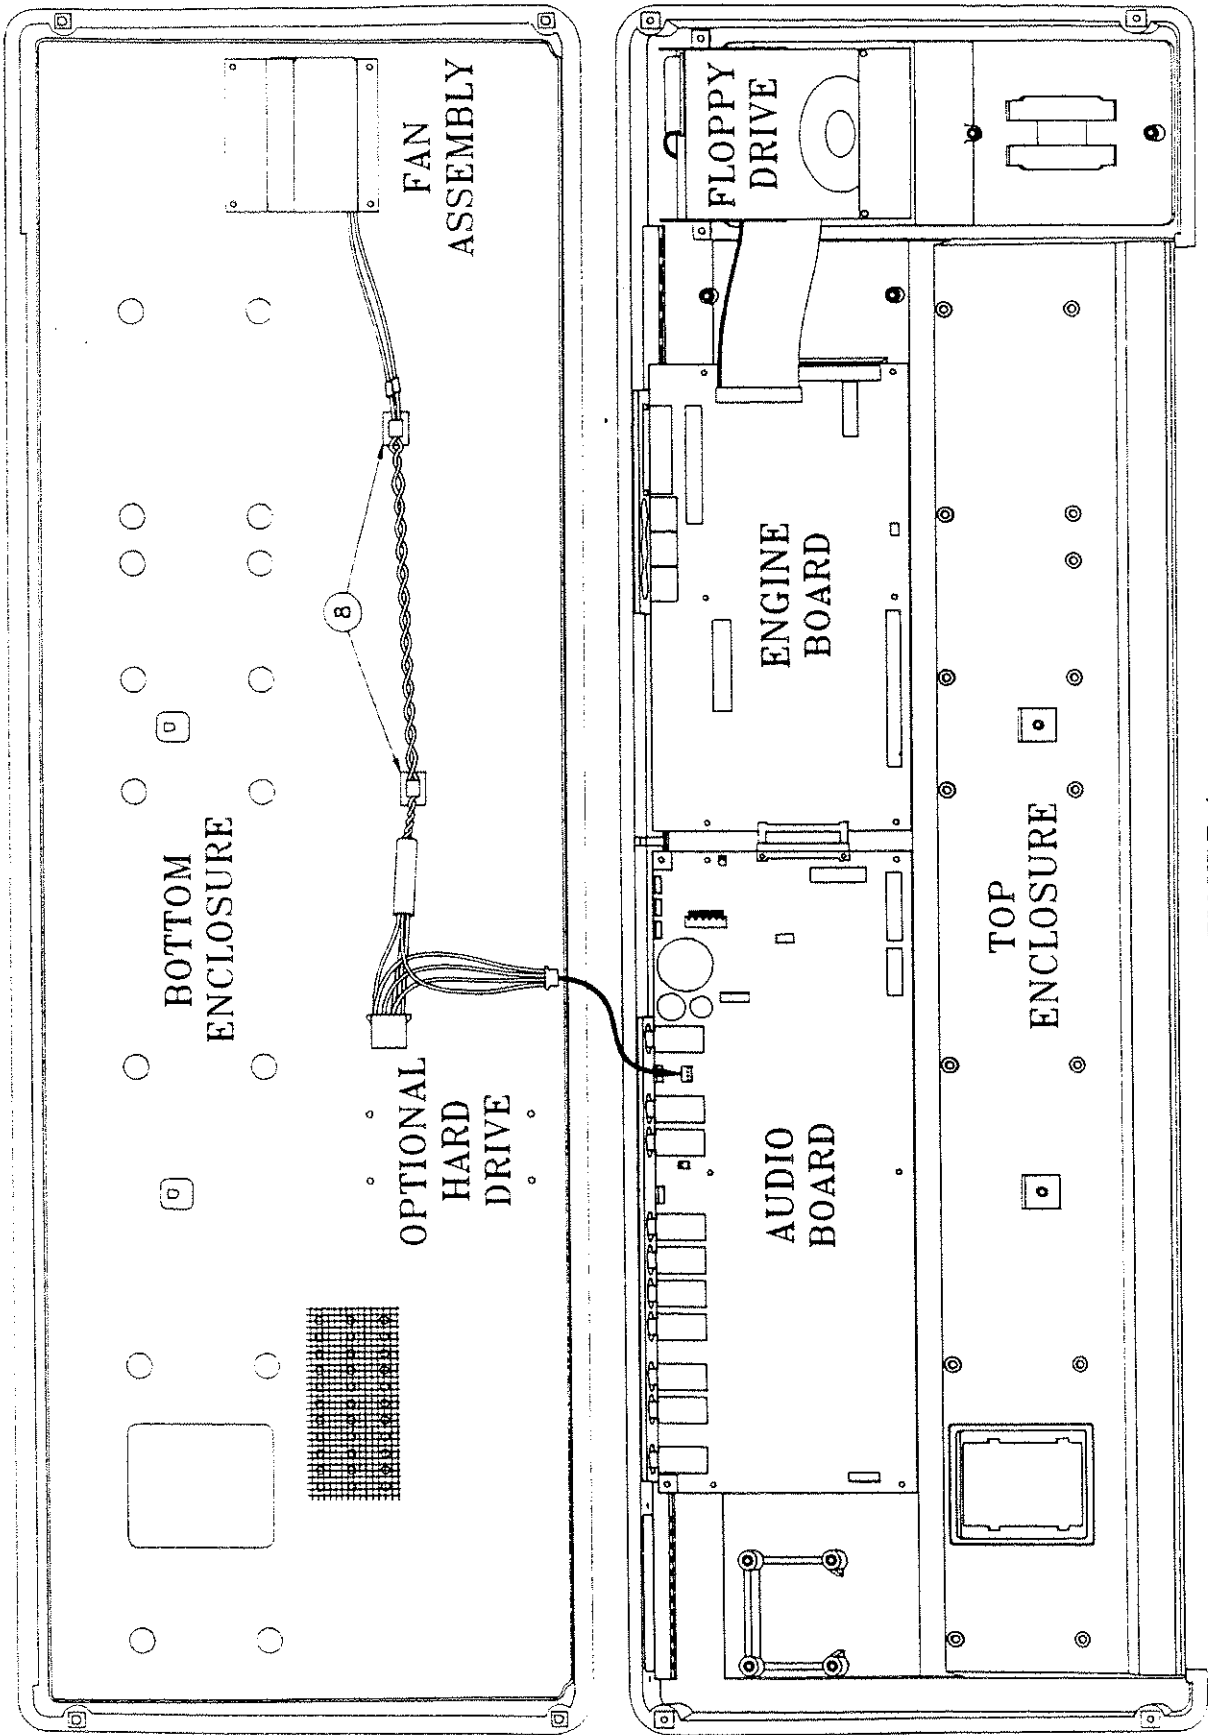 BOTTOM
ENCLOSURE
OPTIONAL
HARD
DRIVE
8
FAN
ASSEMBLY
AUDIO
BOARD
ENGINE
BOARD
FLOPPY
DRIVE
TOP
ENCLOSURE